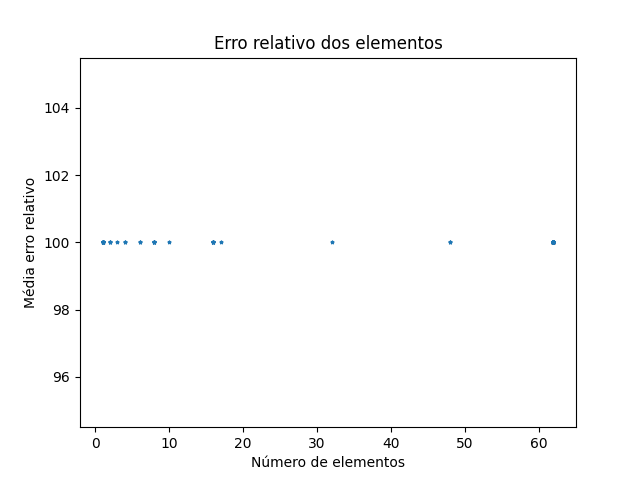 Erro relativo dos elementos
Média erro relativo
104
102
100
98
96
0 10 20 30 40 50 60
Número de elementos